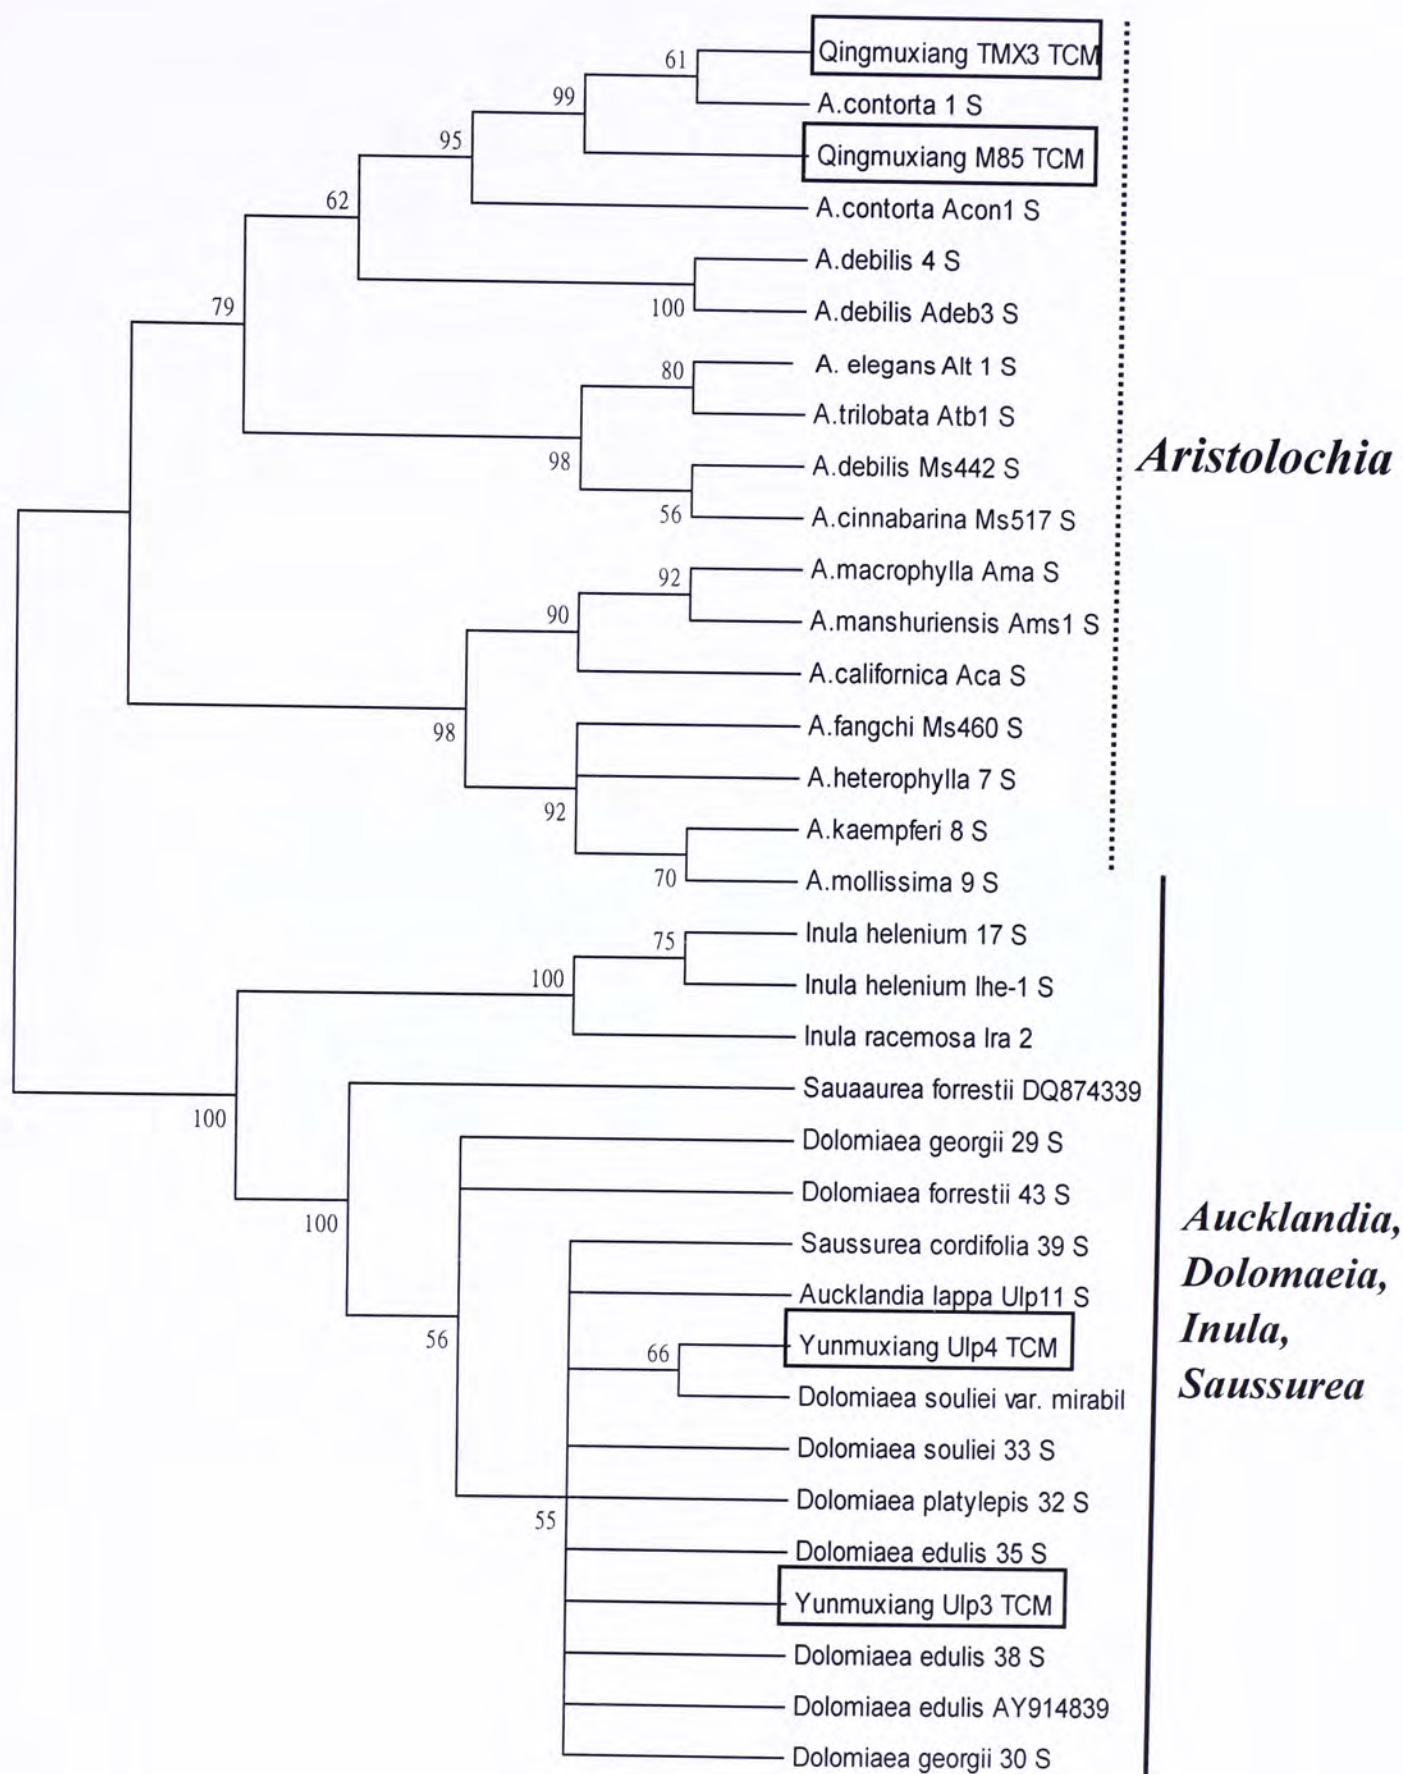 Qingmuxiang TMX3 TCM
61
A.contorta 1 S
99
Qingmuxiang M85 TCM
95
A.contorta Acon1 S
62
A.debilis 4 S
79
100
A.debilis Adeb3 S
A. elegans Alt 1 S
80
A.trilobata Atb1 S
98
A.debilis Ms442 S
Aristolochia
56
A.cinnabarina Ms517 S
A.macrophylla Ama S
92
90
A.manshuriensis Ams1 S
A.californica Aca S
98
A.fangchi Ms460 S
A.heterophylla 7 S
92
A.kaempferi 8 S
70
A.mollissima 9 S
Inula helenium 17 S
75
100
Inula helenium Ihe-1 S
Inula racemosa Ira 2
Sauaaurea forrestii DQ874339
100
Dolomiaea georgii 29 S
Dolomiaea forrestii 43 S
100
Saussurea cordifolia 39 S
Aucklandia lappa Ulp11 S
56
Yunmuxiang Ulp4 TCM
66
Dolomiaea souliei var. mirabil
Aucklandia,
Dolomaeia,
Inula,
Saussurea
Dolomiaea souliei 33 S
Dolomiaea platylepis 32 S
55
Dolomiaea edulis 35 S
Yunmuxiang Ulp3 TCM
Dolomiaea edulis 38 S
Dolomiaea edulis AY914839
Dolomiaea georgii 30 S